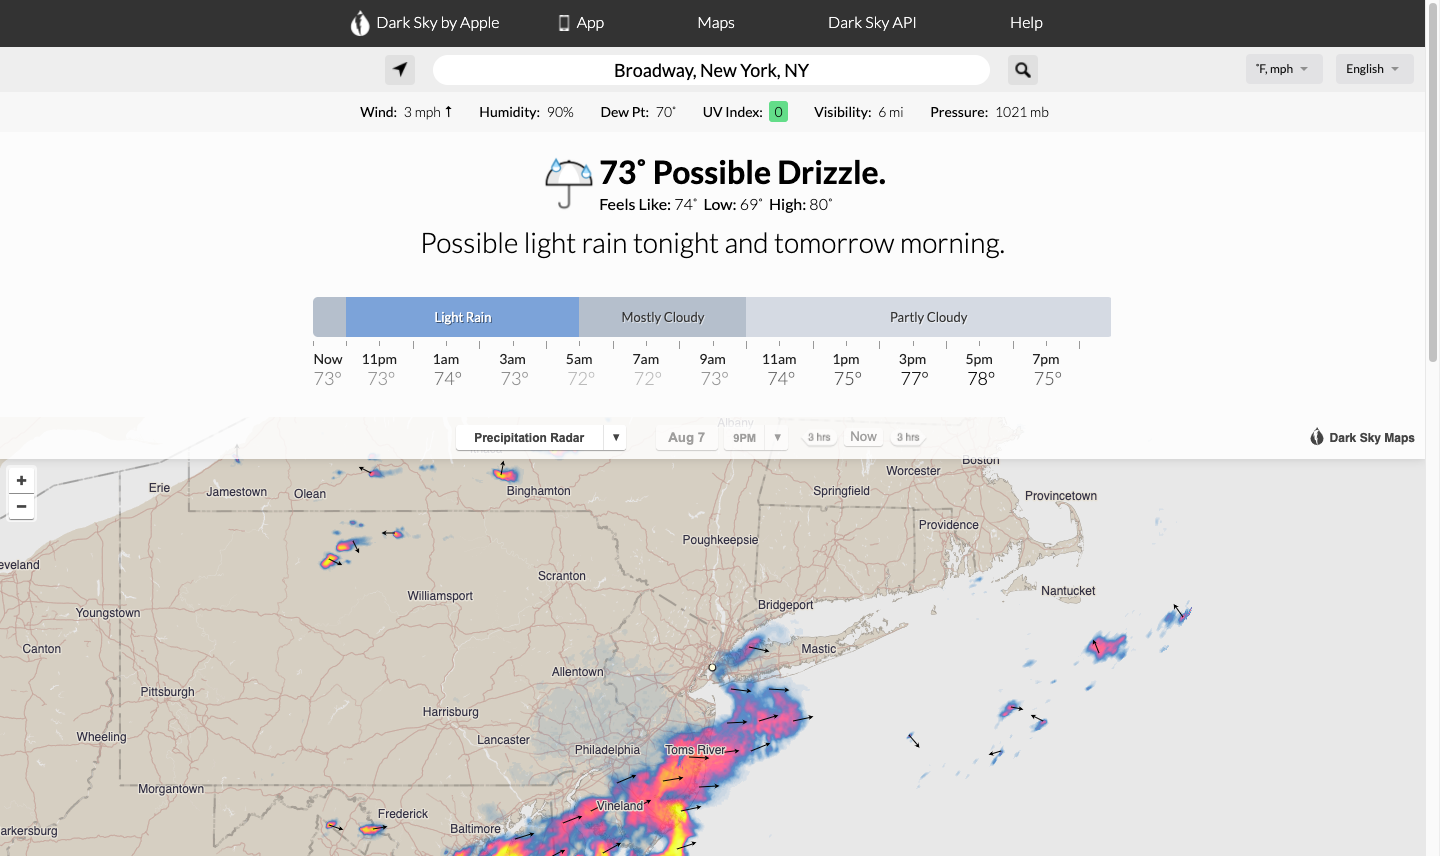 Dark Sky by Apple App Maps Dark Sky API Help
Broadway, New York, NY
˚F, mph English
Wind: 3 mph ↑ Humidity: 90% Dew Pt: 70˚ UV Index: 0 Visibility: 6 mi Pressure: 1021 mb
73˚ Possible Drizzle.
Feels Like: 74˚ Low: 69˚ High: 80˚
Possible light rain tonight and tomorrow morning.
Light Rain Mostly Cloudy Partly Cloudy
Now 11pm 1am 3am 5am 7am 9am 11am 1pm 3pm 5pm 7pm
73° 73° 74° 73° 72° 72° 73° 74° 75° 77° 78° 75°
Albany
Precipitation Radar ▼ Aug 7 9PM ▼ 3 hrs Now 3 hrs Dark Sky Maps
Boston
Worcester
+
Erie Jamestown Olean Binghamton Springfield Provincetown
−
Providence
Poughkeepsie
eveland
Scranton
Williamsport Nantucket
Youngstown Bridgeport
Canton Mastic
Allentown
Pittsburgh
Harrisburg
Wheeling Lancaster
Philadelphia Toms River
Morgantown
Vineland
Frederick
arkersburg Baltimore